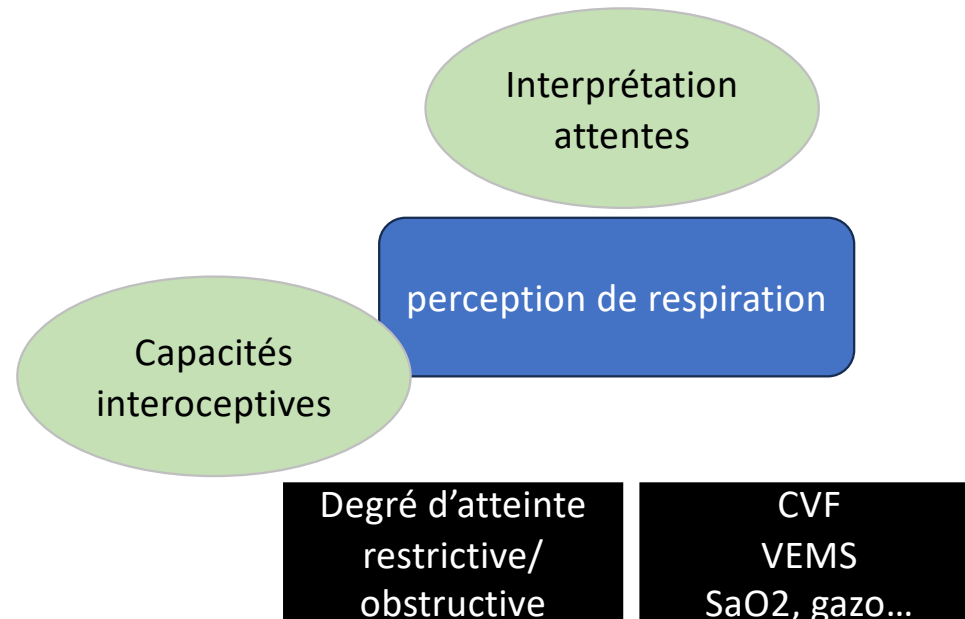 Interprétation
attentes
perception de respiration
Capacités
interoceptives
Degré d’atteinte
restrictive/
obstructive
CVF
VEMS
SaO2, gazo…